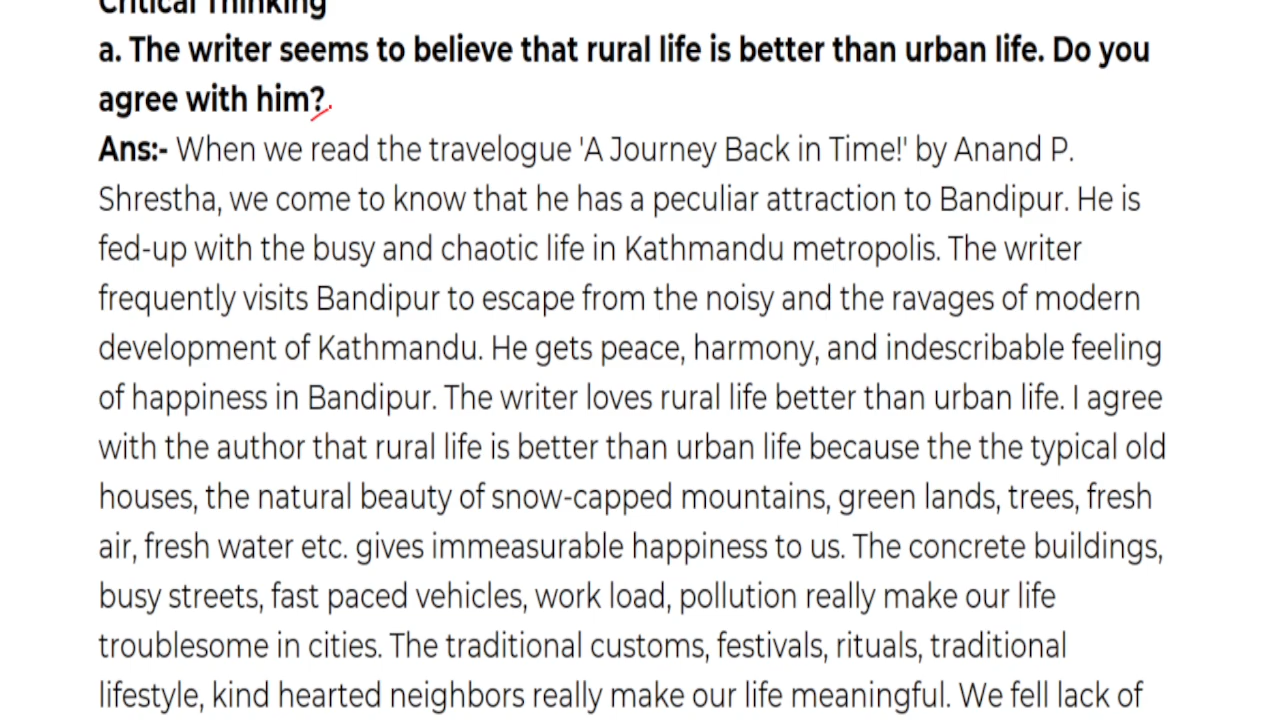 Critical Thinking
a. The writer seems to believe that rural life is better than urban life. Do you
agree with him?
Ans:- When we read the travelogue 'A Journey Back in Time!' by Anand P.
Shrestha, we come to know that he has a peculiar attraction to Bandipur. He is
fed-up with the busy and chaotic life in Kathmandu metropolis. The writer
frequently visits Bandipur to escape from the noisy and the ravages of modern
development of Kathmandu. He gets peace, harmony, and indescribable feeling
of happiness in Bandipur. The writer loves rural life better than urban life. I agree
with the author that rural life is better than urban life because the the typical old
houses, the natural beauty of snow-capped mountains, green lands, trees, fresh
air, fresh water etc. gives immeasurable happiness to us. The concrete buildings,
busy streets, fast paced vehicles, work load, pollution really make our life
troublesome in cities. The traditional customs, festivals, rituals, traditional
lifestyle, kind hearted neighbors really make our life meaningful. We fell lack of